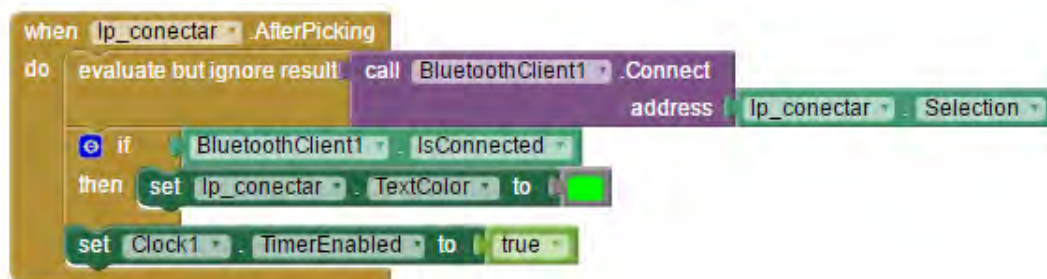 when lp_conectar .AfterPicking
do evaluate but ignore result call BluetoothClient1 .Connect
address lp_conectar . Selection
if BluetoothClient1 . IsConnected
then set lp_conectar . TextColor to
set Clock1 . TimerEnabled to true